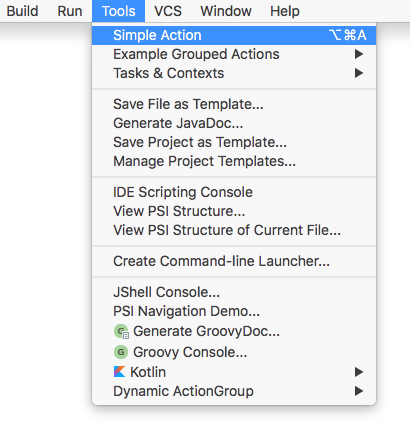 Build Run Tools VCS Window Help
Simple Action ⌥⌘A
Example Grouped Actions ▶
Tasks & Contexts ▶
Save File as Template...
Generate JavaDoc...
Save Project as Template...
Manage Project Templates...
IDE Scripting Console
View PSI Structure...
View PSI Structure of Current File...
Create Command-line Launcher...
JShell Console...
PSI Navigation Demo...
G Generate GroovyDoc...
G Groovy Console...
Kotlin ▶
Dynamic ActionGroup ▶